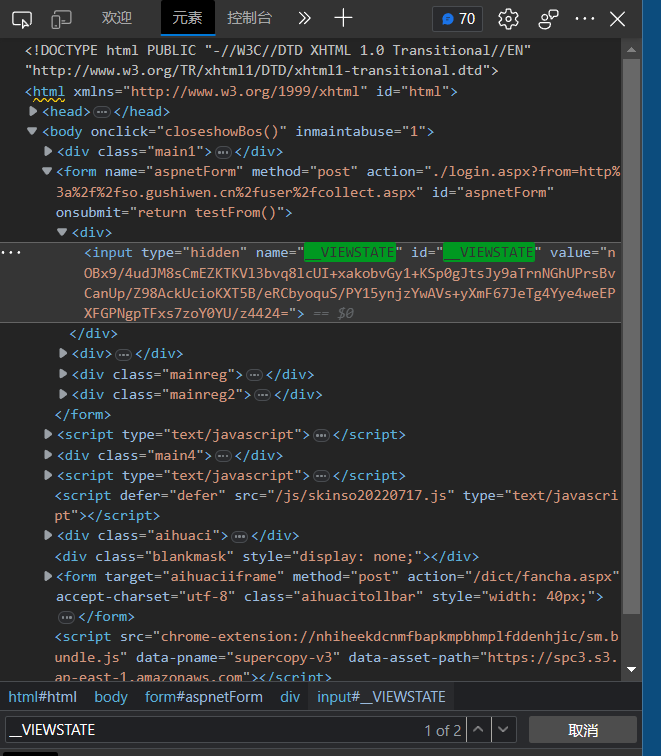 欢迎 元素 控制台 70
<!DOCTYPE html PUBLIC "-//W3C//DTD XHTML 1.0 Transitional//EN"
"http://www.w3.org/TR/xhtml1/DTD/xhtml1-transitional.dtd">
<html xmlns="http://www.w3.org/1999/xhtml" id="html">
<head>…</head>
<body onclick="closeshowBos()" inmaintabuse="1">
<div class="main1">…</div>
<form name="aspnetForm" method="post" action="./login.aspx?from=http%
3a%2f%2fso.gushiwen.cn%2fuser%2fcollect.aspx" id="aspnetForm"
onsubmit="return testFrom()">
<div>
… <input type="hidden" name="__VIEWSTATE" id="__VIEWSTATE" value="n
OBx9/4udJM8sCmEZKTKVl3bvq8lcUI+xakobvGy1+KSp0gJtsJy9aTrnNGhUPrsBv
CanUp/Z98AckUcioKXT5B/eRCbyoquS/PY15ynjzYwAVs+yXmF67JeTg4Yye4weEP
XFGPNgpTFxs7zoY0YU/z4424="> == $0
</div>
<div>…</div>
<div class="mainreg">…</div>
<div class="mainreg2">…</div>
</form>
<script type="text/javascript">…</script>
<div class="main4">…</div>
<script type="text/javascript">…</script>
<script defer="defer" src="/js/skinso20220717.js" type="text/javascri
pt"></script>
<div class="aihuaci">…</div>
<div class="blankmask" style="display: none;"></div>
<form target="aihuaciiframe" method="post" action="/dict/fancha.aspx"
accept-charset="utf-8" class="aihuacitollbar" style="width: 40px;">
…</form>
<script src="chrome-extension://nhiheekdcnmfbapkmpbhmplfddenhjic/sm.b
undle.js" data-pname="supercopy-v3" data-asset-path="https://spc3.s3.
ap-east-1.amazonaws.com"></script>
html#html body form#aspnetForm div input#__VIEWSTATE
__VIEWSTATE 1 of 2 取消